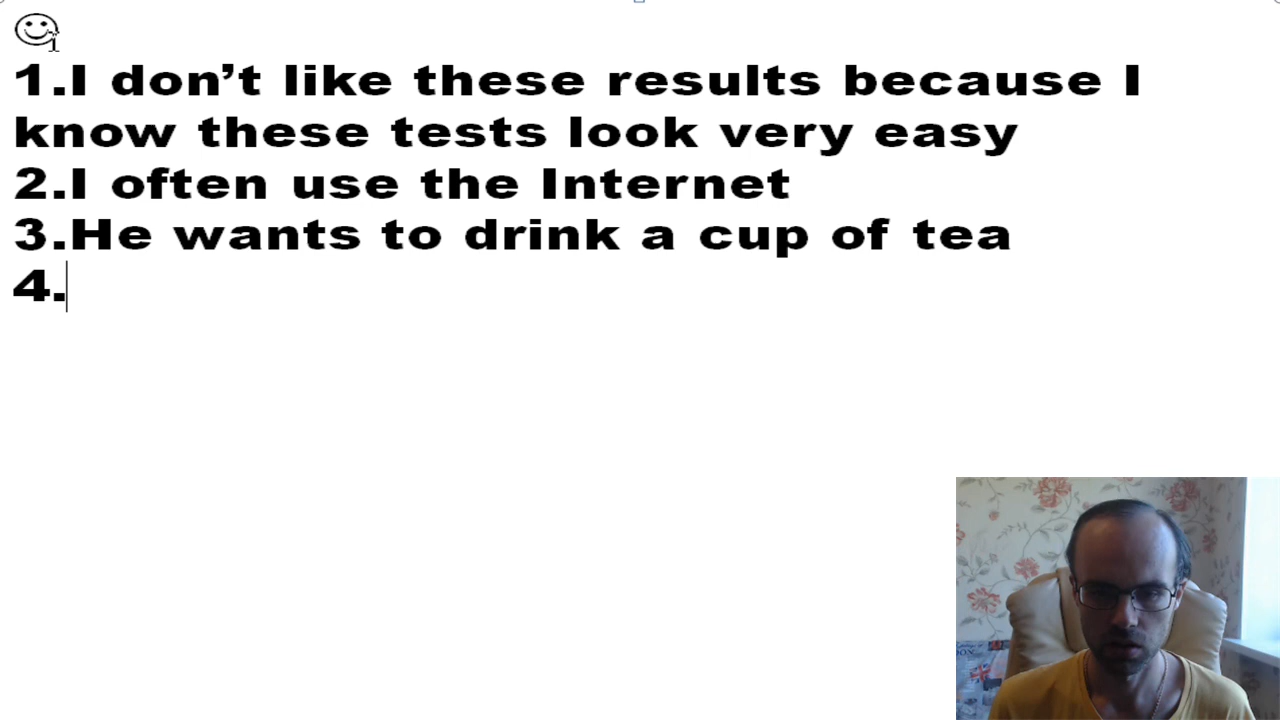 1.I don’t like these results because I
know these tests look very easy
2.I often use the Internet
3.He wants to drink a cup of tea
4.